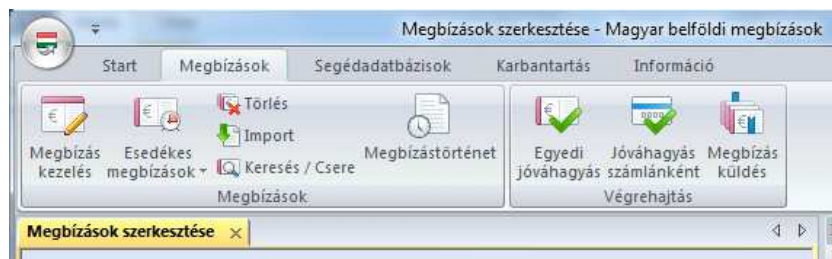 Megbízások szerkesztése - Magyar belföldi megbízások
Start Megbízások Segédadatbázisok Karbantartás Információ
Megbízás kezelés
Esedékes megbízások
Törlés
Import
Keresés / Csere
Megbízástörténet
Egyedi jóváhagyás
Jóváhagyás számlánként
Megbízás küldés
Megbízások
Végrehajtás
Megbízások szerkesztése